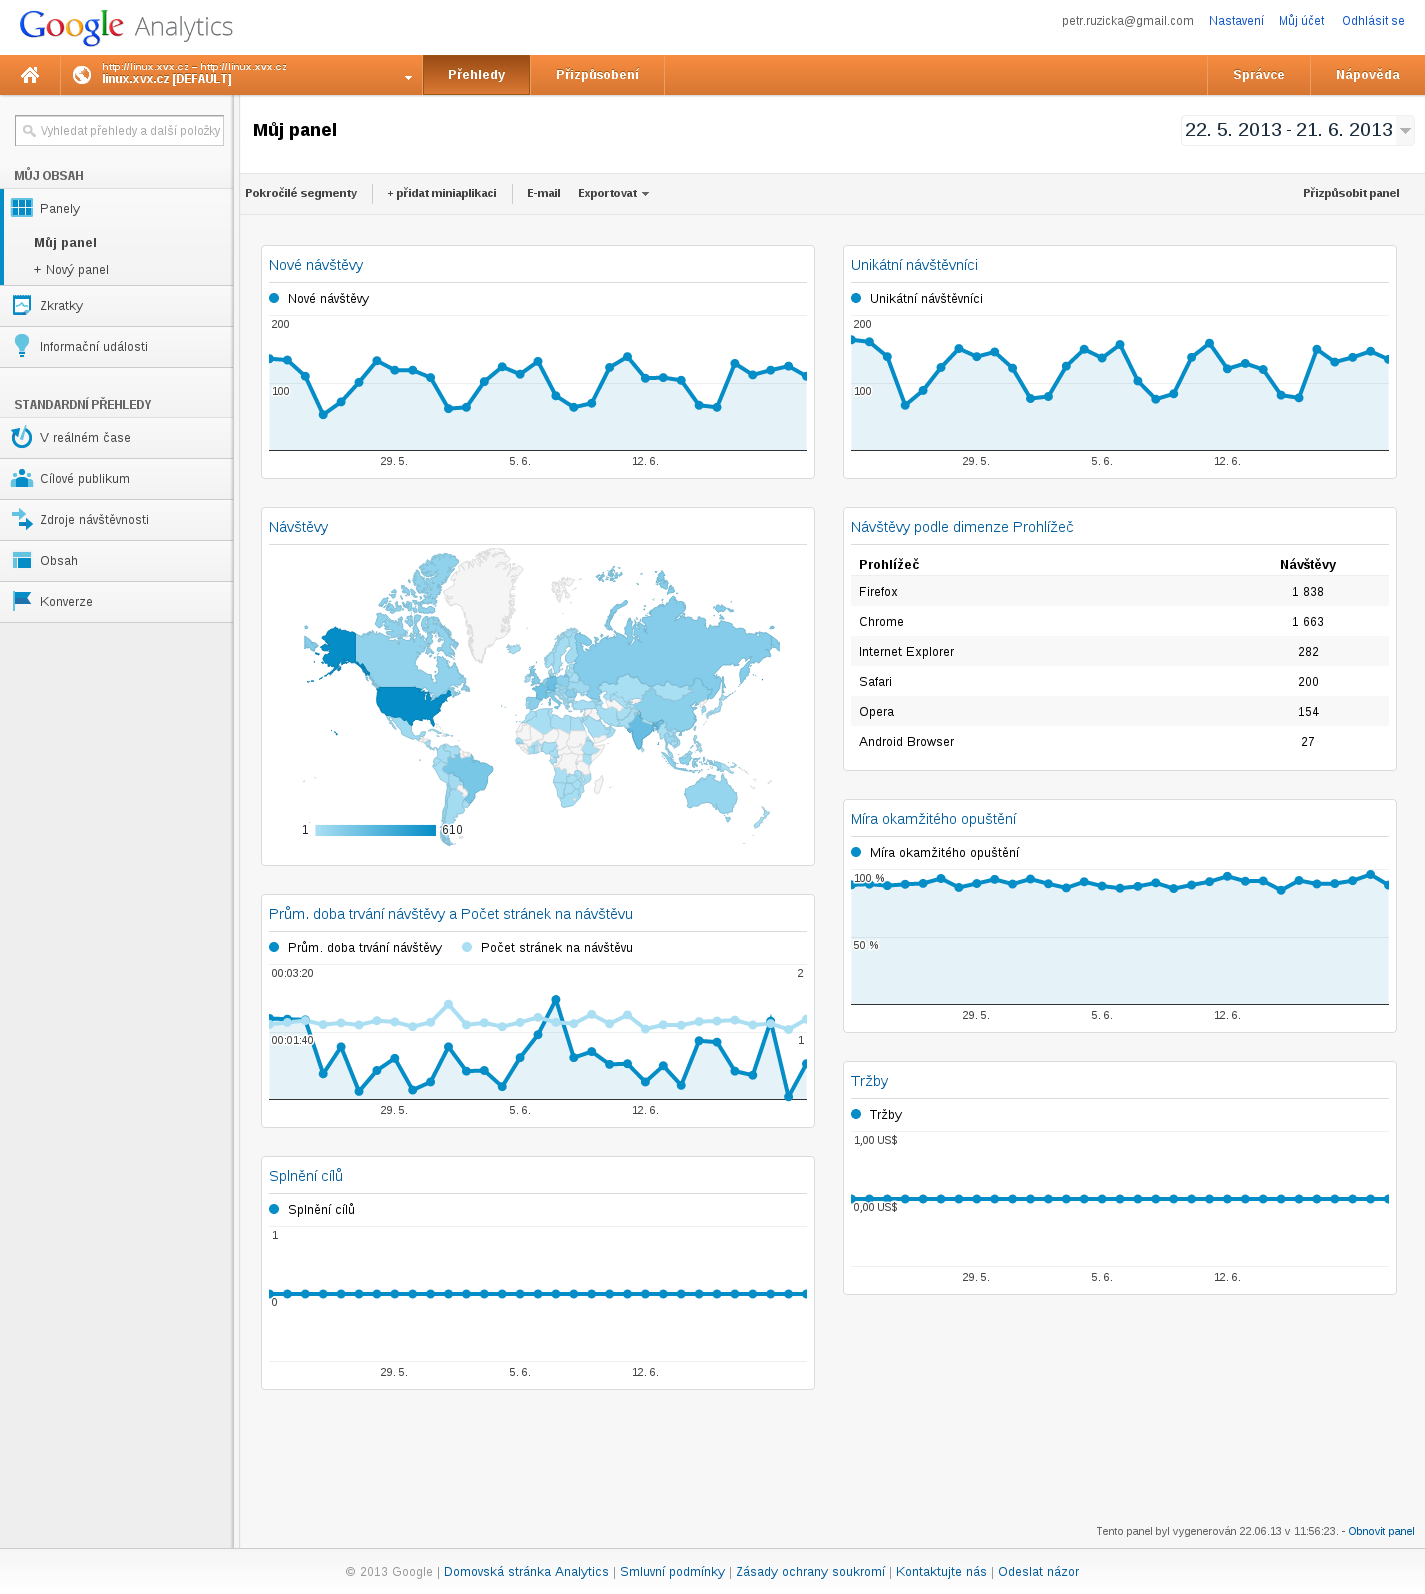 Google Analytics
petr.ruzicka@gmail.com Nastavení Můj účet Odhlásit se
http://linux.xvx.cz – http://linux.xvx.cz
linux.xvx.cz [DEFAULT]
Přehledy Přizpůsobení Správce Nápověda
Vyhledat přehledy a další položky
MŮJ OBSAH
Panely
Můj panel
+ Nový panel
Zkratky
Informační události
STANDARDNÍ PŘEHLEDY
V reálném čase
Cílové publikum
Zdroje návštěvnosti
Obsah
Konverze
Můj panel
22. 5. 2013 - 21. 6. 2013
Pokročilé segmenty + přidat miniaplikaci E-mail Exportovat Přizpůsobit panel
Nové návštěvy
Nové návštěvy
200
100
29. 5. 5. 6. 12. 6.
Unikátní návštěvníci
Unikátní návštěvníci
200
100
29. 5. 5. 6. 12. 6.
Návštěvy
1 610
Návštěvy podle dimenze Prohlížeč
Prohlížeč Návštěvy
Firefox 1 838
Chrome 1 663
Internet Explorer 282
Safari 200
Opera 154
Android Browser 27
Míra okamžitého opuštění
Míra okamžitého opuštění
100 %
50 %
29. 5. 5. 6. 12. 6.
Prům. doba trvání návštěvy a Počet stránek na návštěvu
Prům. doba trvání návštěvy Počet stránek na návštěvu
00:03:20 2
00:01:40 1
29. 5. 5. 6. 12. 6.
Tržby
Tržby
1,00 US$
0,00 US$
29. 5. 5. 6. 12. 6.
Splnění cílů
Splnění cílů
1
0
29. 5. 5. 6. 12. 6.
Tento panel byl vygenerován 22.06.13 v 11:56:23. - Obnovit panel
© 2013 Google | Domovská stránka Analytics | Smluvní podmínky | Zásady ochrany soukromí | Kontaktujte nás | Odeslat názor